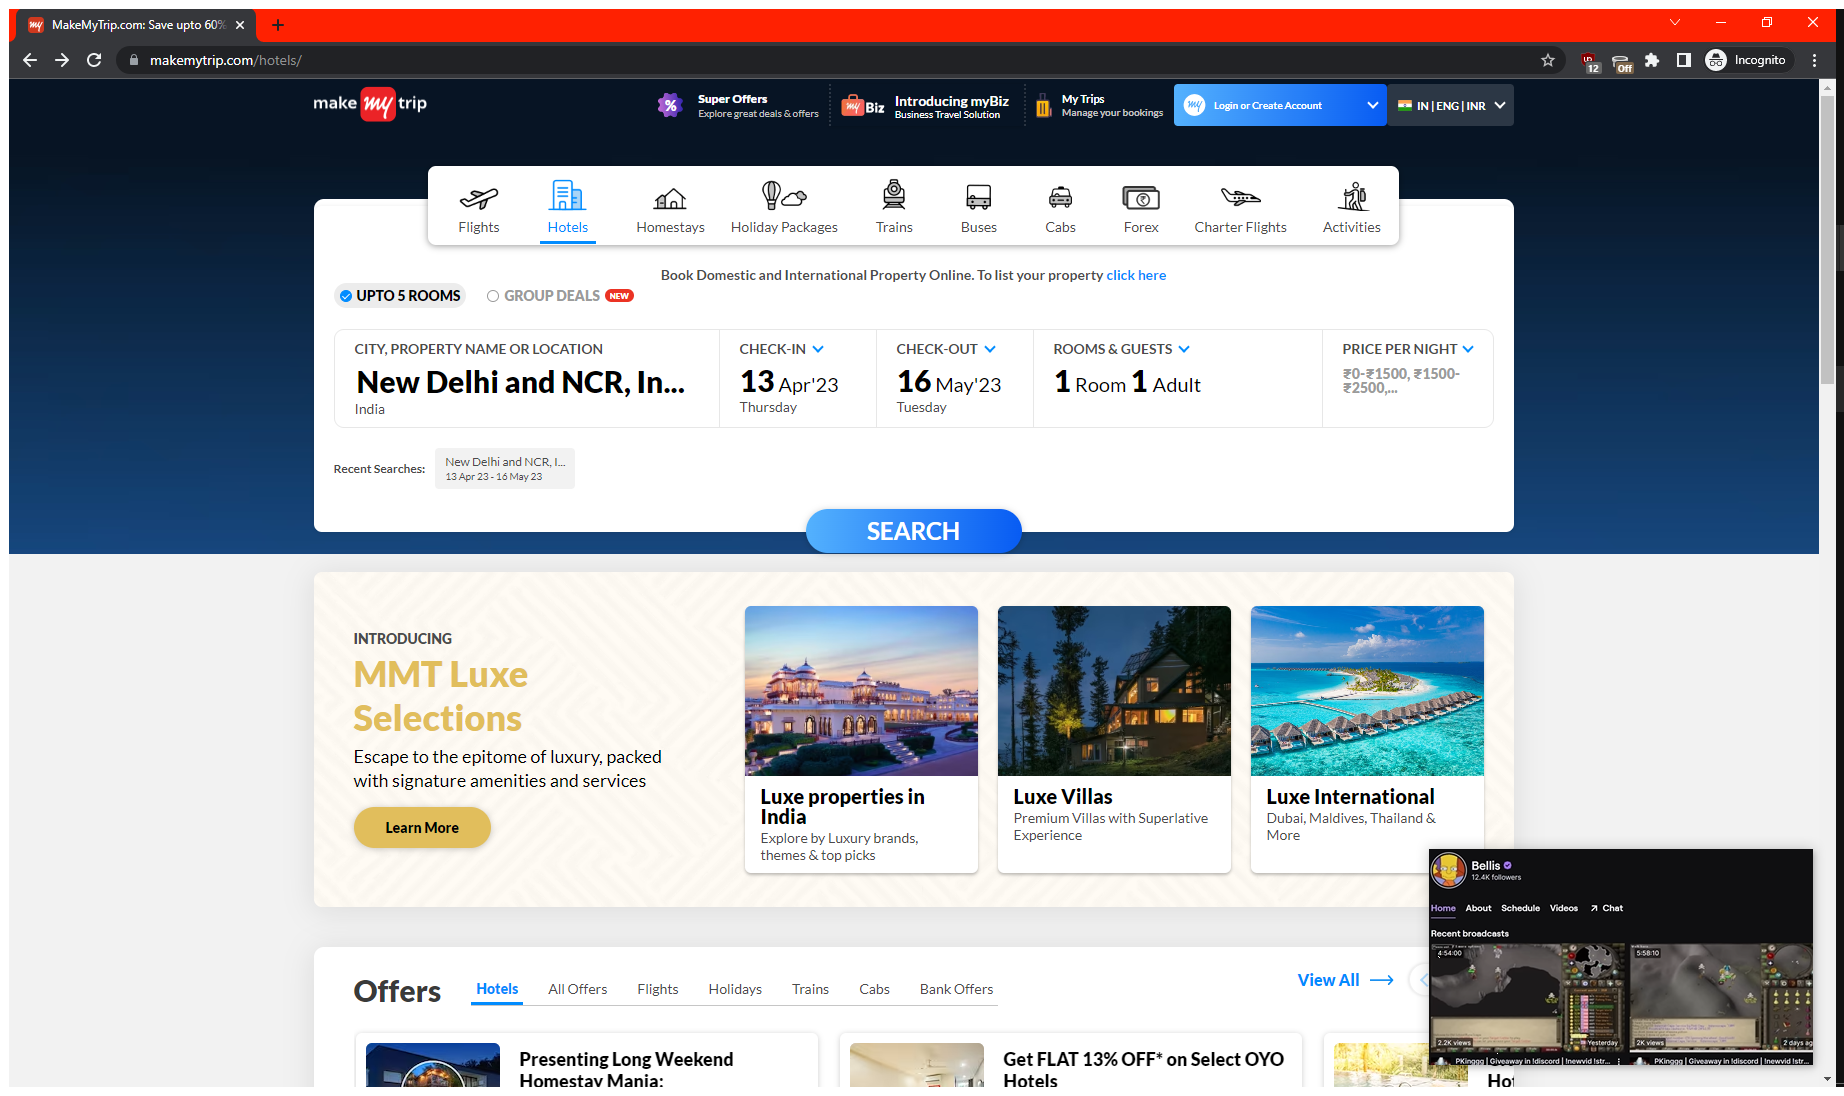 MakeMyTrip.com: Save upto 60%
makemytrip.com/hotels/
12
Off
Incognito
make my trip
Super Offers
Explore great deals & offers
my Biz
Introducing myBiz
Business Travel Solution
My Trips
Manage your bookings
my
Login or Create Account
IN | ENG | INR
Flights
Hotels
Homestays
Holiday Packages
Trains
Buses
Cabs
Forex
Charter Flights
Activities
Book Domestic and International Property Online. To list your property click here
UPTO 5 ROOMS
GROUP DEALS NEW
CITY, PROPERTY NAME OR LOCATION
New Delhi and NCR, In...
India
CHECK-IN
13 Apr'23
Thursday
CHECK-OUT
16 May'23
Tuesday
ROOMS & GUESTS
1 Room 1 Adult
PRICE PER NIGHT
₹0-₹1500, ₹1500-
₹2500,...
Recent Searches:
New Delhi and NCR, I...
13 Apr 23 - 16 May 23
SEARCH
INTRODUCING
MMT Luxe
Selections
Escape to the epitome of luxury, packed
with signature amenities and services
Learn More
Luxe properties in
India
Explore by Luxury brands,
themes & top picks
Luxe Villas
Premium Villas with Superlative
Experience
Luxe International
Dubai, Maldives, Thailand &
More
Bellis
12.4K followers
Home
About
Schedule
Videos
Chat
Recent broadcasts
4:54:00
5:58:10
2.2K views
Yesterday
2K views
2 days ag
PKinggg | Giveaway in !discord | !newvid !str...
PKinggg | Giveaway in !discord | !newvid !str...
Offers
Hotels
All Offers
Flights
Holidays
Trains
Cabs
Bank Offers
View All
Presenting Long Weekend
Homestay Mania:
Get FLAT 13% OFF* on Select OYO
Hotels
Hot